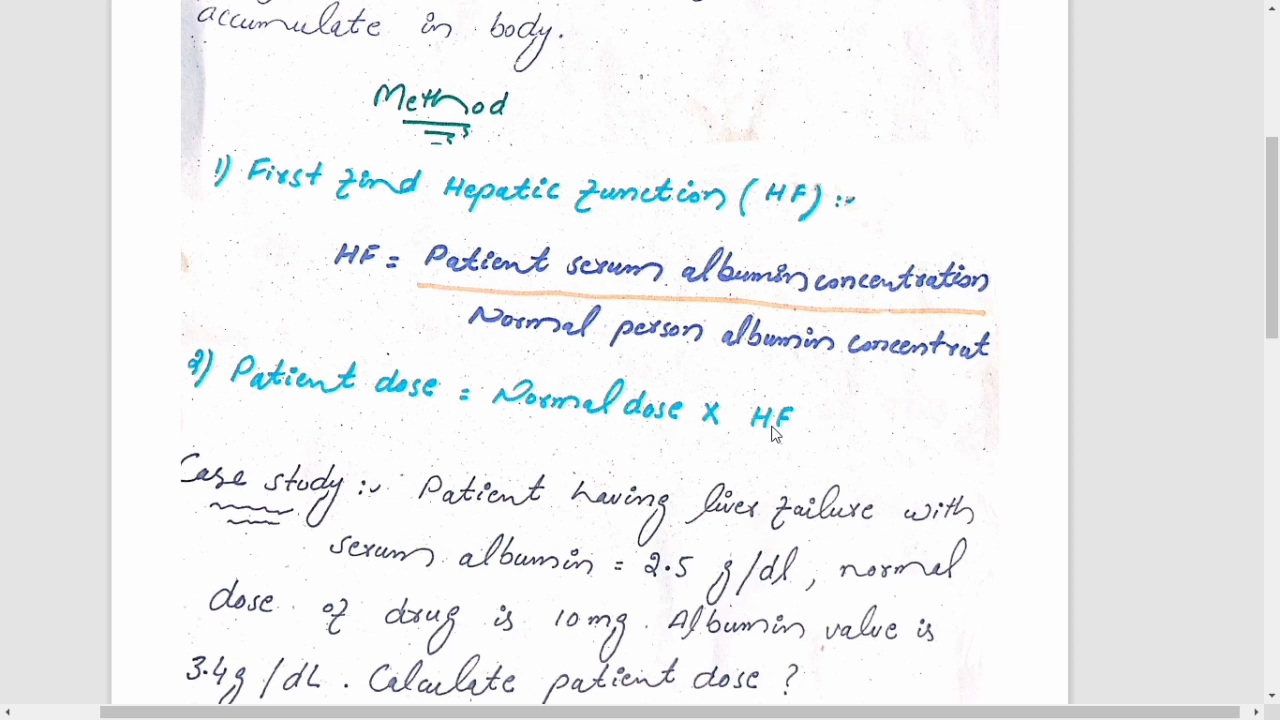 accumulate in body.
Method
1) First find Hepatic function (HF) :-
HF = Patient serum albumin concentration
Normal person albumin concentrat
2) Patient dose = Normal dose x HF
Case study :- Patient having liver failure with
serum albumin = 2.5 g/dl, normal
dose of drug is 10mg. Albumin value is
3.4g/dL. Calculate patient dose ?